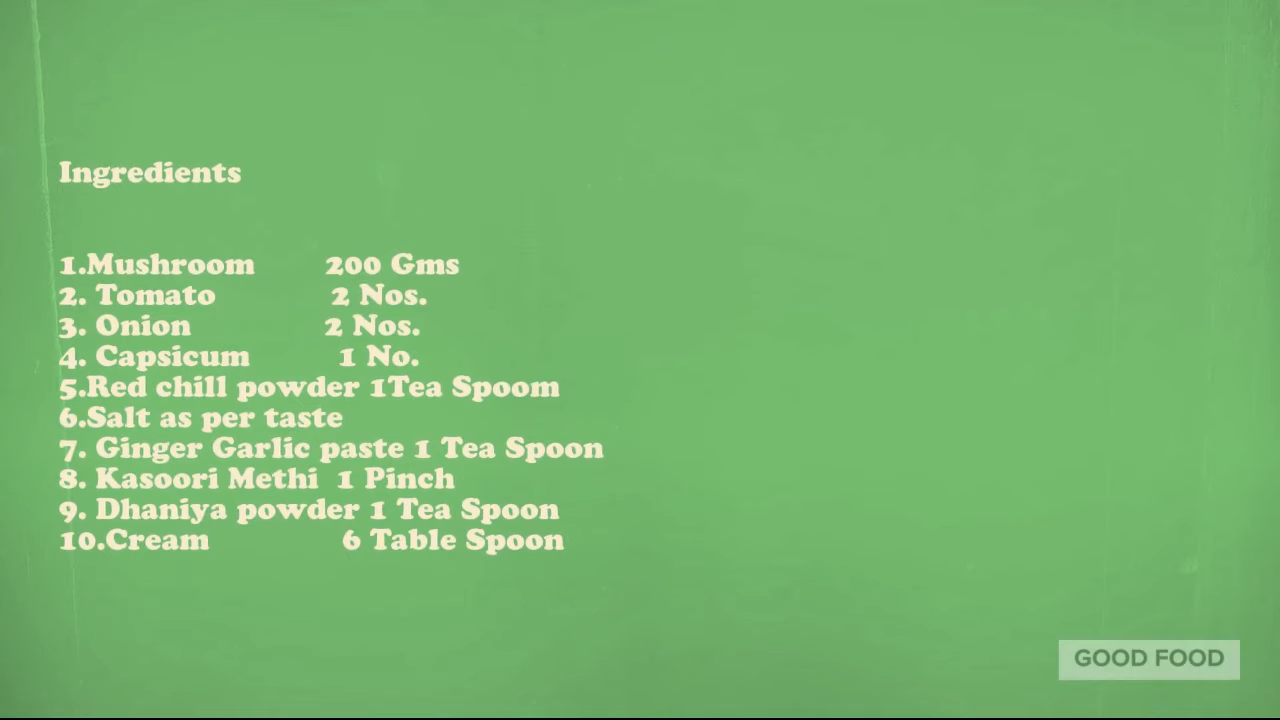 Ingredients
1.Mushroom 200 Gms
2. Tomato 2 Nos.
3. Onion 2 Nos.
4. Capsicum 1 No.
5.Red chill powder 1Tea Spoom
6.Salt as per taste
7. Ginger Garlic paste 1 Tea Spoon
8. Kasoori Methi 1 Pinch
9. Dhaniya powder 1 Tea Spoon
10.Cream 6 Table Spoon
GOOD FOOD